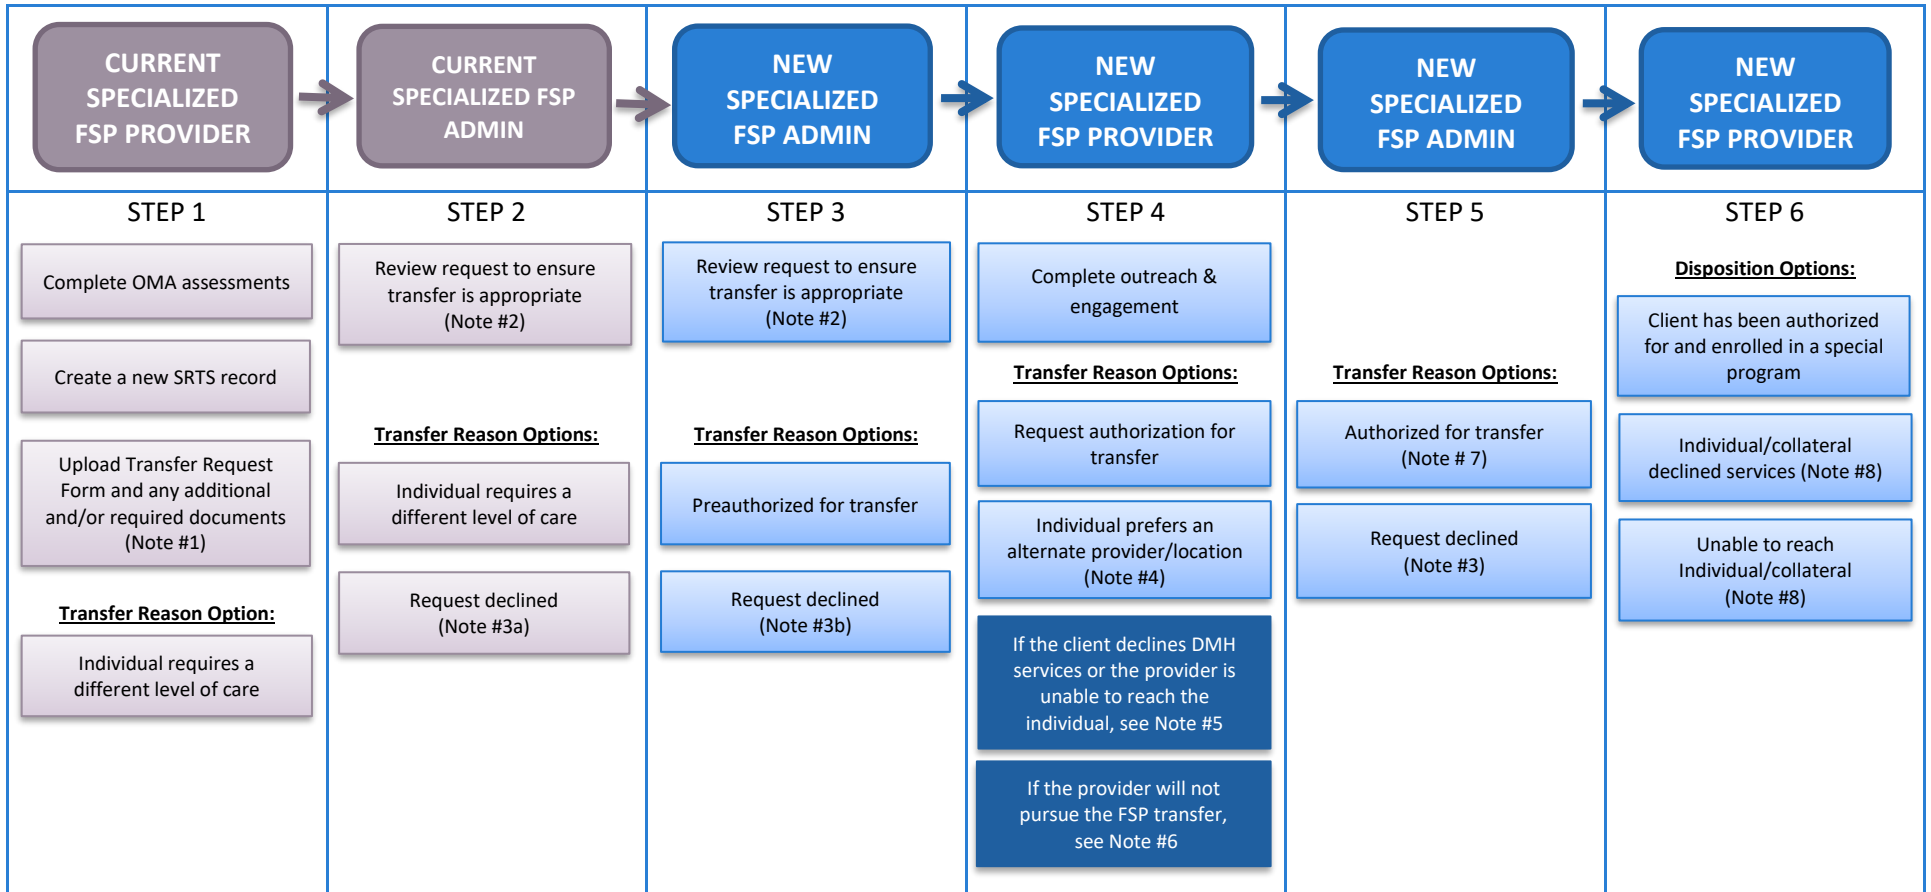 CURRENT
SPECIALIZED
FSP PROVIDER
CURRENT
SPECIALIZED FSP
ADMIN
NEW
SPECIALIZED
FSP ADMIN
NEW
SPECIALIZED
FSP PROVIDER
NEW
SPECIALIZED
FSP ADMIN
NEW
SPECIALIZED
FSP PROVIDER
STEP 1
Complete OMA assessments
Create a new SRTS record
Upload Transfer Request
Form and any additional
and/or required documents
(Note #1)
Transfer Reason Option:
Individual requires a
different level of care
STEP 2
Review request to ensure
transfer is appropriate
(Note #2)
Transfer Reason Options:
Individual requires a
different level of care
Request declined
(Note #3a)
STEP 3
Review request to ensure
transfer is appropriate
(Note #2)
Transfer Reason Options:
Preauthorized for transfer
Request declined
(Note #3b)
STEP 4
Complete outreach &
engagement
Transfer Reason Options:
Request authorization for
transfer
Individual prefers an
alternate provider/location
(Note #4)
If the client declines DMH
services or the provider is
unable to reach the
individual, see Note #5
If the provider will not
pursue the FSP transfer,
see Note #6
STEP 5
Transfer Reason Options:
Authorized for transfer
(Note # 7)
Request declined
(Note #3)
STEP 6
Disposition Options:
Client has been authorized
for and enrolled in a special
program
Individual/collateral
declined services (Note #8)
Unable to reach
Individual/collateral
(Note #8)